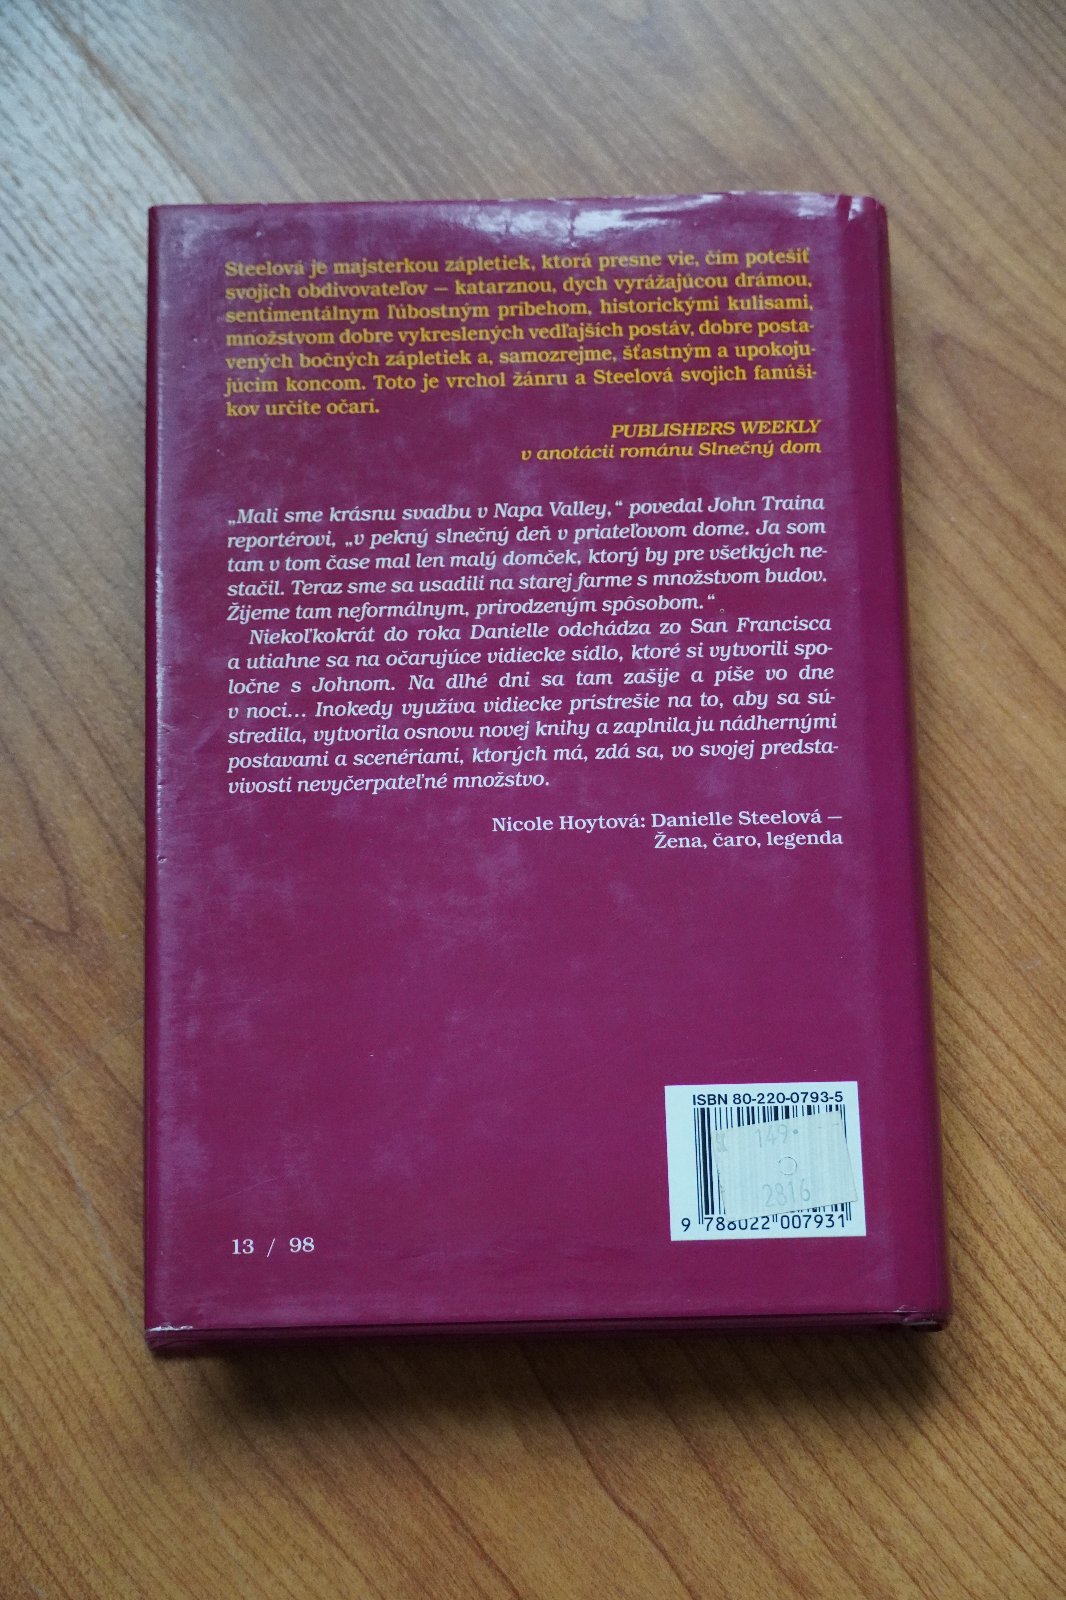 Steelová je majsterkou zápletiek, ktorá presne vie, čím potešiť
svojich obdivovateľov — katarznou, dych vyrážajúcou drámou,
sentimentálnym ľúbostným príbehom, historickými kulisami,
množstvom dobre vykreslených vedľajších postáv, dobre posta-
vených bočných zápletiek a, samozrejme, šťastným a upokoju-
júcim koncom. Toto je vrchol žánru a Steelová svojich fanúši-
kov určite očarí.
PUBLISHERS WEEKLY
v anotácii románu Slnečný dom
„Mali sme krásnu svadbu v Napa Valley,“ povedal John Traina
reportérovi, „v pekný slnečný deň v priateľovom dome. Ja som
tam v tom čase mal len malý domček, ktorý by pre všetkých ne-
stačil. Teraz sme sa usadili na starej farme s množstvom budov.
Žijeme tam neformálnym, prirodzeným spôsobom.“
Niekoľkokrát do roka Danielle odchádza zo San Francisca
a utiahne sa na očarujúce vidiecke sídlo, ktoré si vytvorili spo-
ločne s Johnom. Na dlhé dni sa tam zašije a píše vo dne
v noci... Inokedy využíva vidiecke prístrešie na to, aby sa sú-
stredila, vytvorila osnovu novej knihy a zaplnila ju nádhernými
postavami a scenériami, ktorých má, zdá sa, vo svojej predsta-
vivosti nevyčerpateľné množstvo.
Nicole Hoytová: Danielle Steelová —
Žena, čaro, legenda
ISBN 80-220-0793-5
149.
2816
9 788022 007931
13 / 98